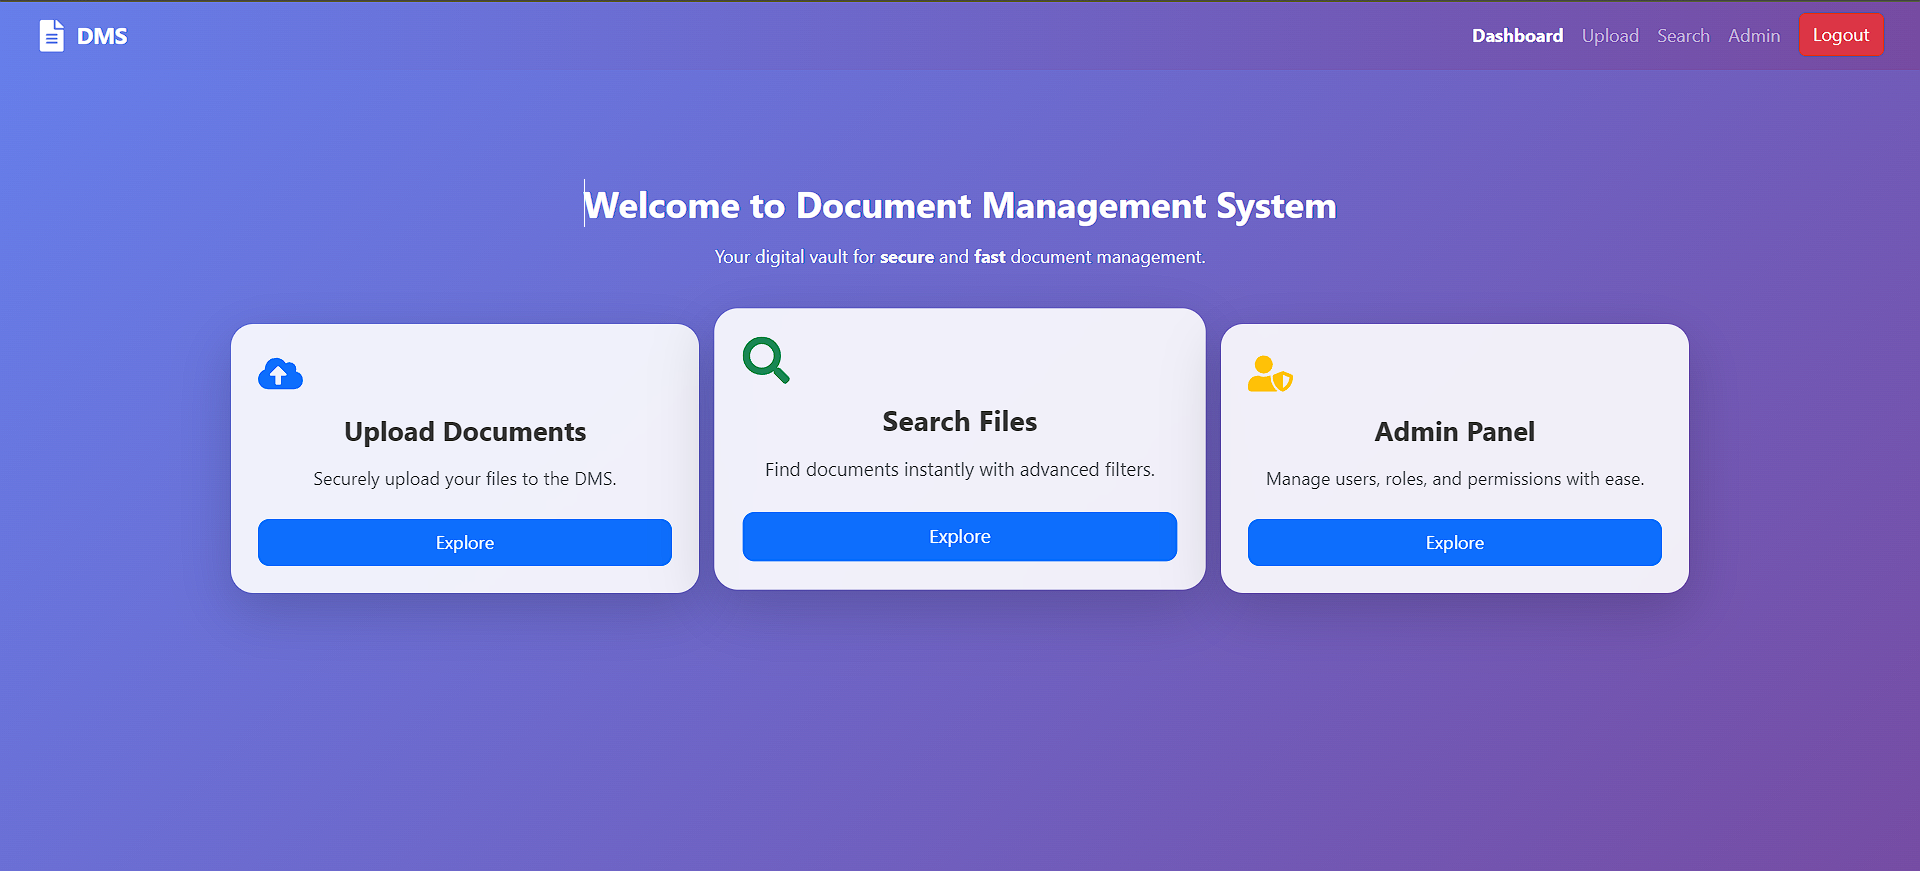 DMS
Dashboard Upload Search Admin Logout
Welcome to Document Management System
Your digital vault for secure and fast document management.
Upload Documents
Securely upload your files to the DMS.
Explore
Search Files
Find documents instantly with advanced filters.
Explore
Admin Panel
Manage users, roles, and permissions with ease.
Explore